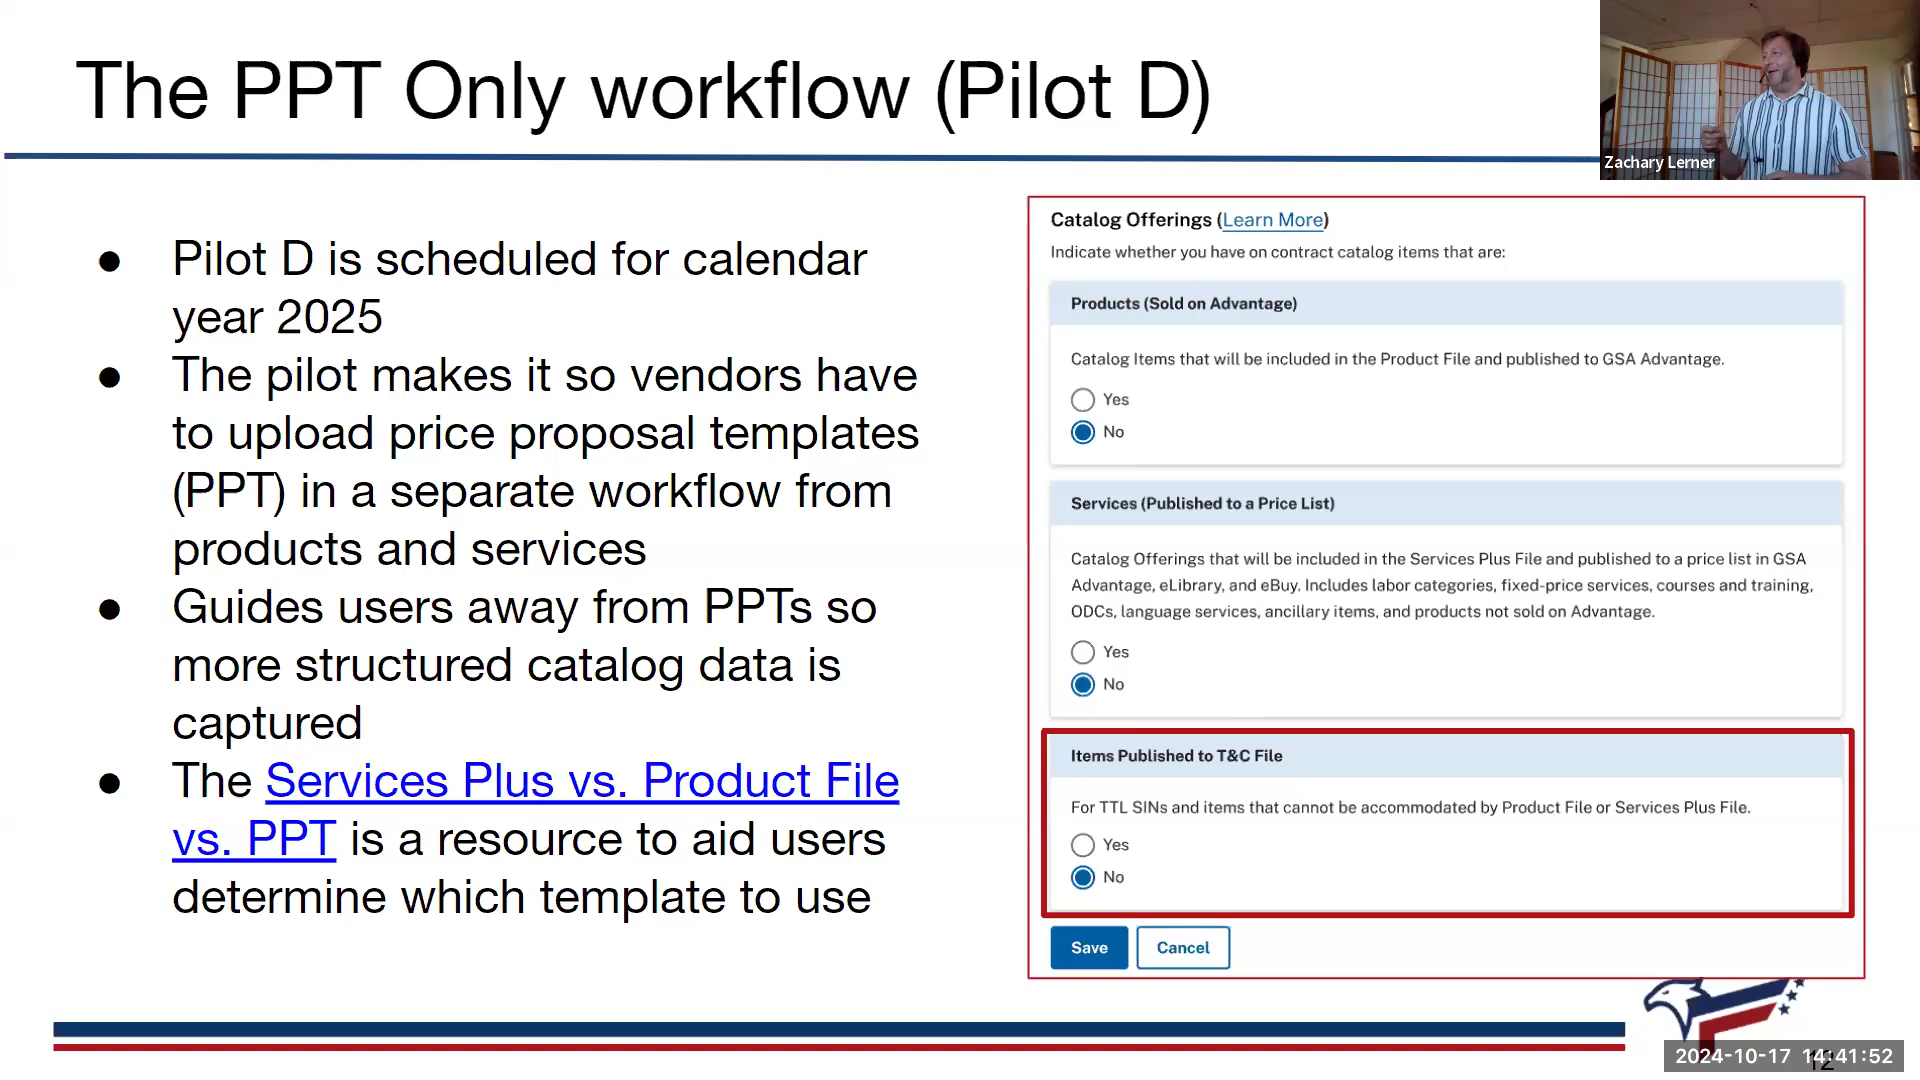 The PPT Only workflow (Pilot D)
Zachary Lerner
● Pilot D is scheduled for calendar
year 2025
● The pilot makes it so vendors have
to upload price proposal templates
(PPT) in a separate workflow from
products and services
● Guides users away from PPTs so
more structured catalog data is
captured
● The Services Plus vs. Product File
vs. PPT is a resource to aid users
determine which template to use
Catalog Offerings (Learn More)
Indicate whether you have on contract catalog items that are:
Products (Sold on Advantage)
Catalog Items that will be included in the Product File and published to GSA Advantage.
Yes
No
Services (Published to a Price List)
Catalog Offerings that will be included in the Services Plus File and published to a price list in GSA
Advantage, eLibrary, and eBuy. Includes labor categories, fixed-price services, courses and training,
ODCs, language services, ancillary items, and products not sold on Advantage.
Yes
No
Items Published to T&C File
For TTL SINs and items that cannot be accommodated by Product File or Services Plus File.
Yes
No
Save Cancel
2024-10-17 14:41:52
12